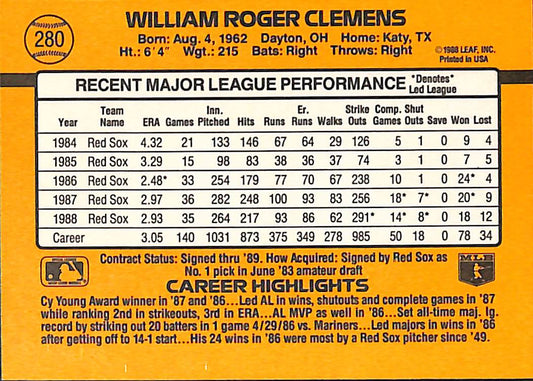 280
WILLIAM ROGER CLEMENS
Born: Aug. 4, 1962 Dayton, OH Home: Katy, TX
Ht.: 6'4" Wgt.: 215 Bats: Right Throws: Right
©1988 LEAF, INC.
Printed in USA
RECENT MAJOR LEAGUE PERFORMANCE *Denotes* Led League
Year Team Name ERA Games Inn. Pitched Hits Runs Er. Runs Walks Strike Outs Comp. Games Shut Outs Save Won Lost
1984 Red Sox 4.32 21 133 146 67 64 29 126 5 1 0 9 4
1985 Red Sox 3.29 15 98 83 38 36 37 74 3 1 0 7 5
1986 Red Sox 2.48* 33 254 179 77 70 67 238 10 1 0 24* 4
1987 Red Sox 2.97 36 282 248 100 93 83 256 18* 7* 0 20* 9
1988 Red Sox 2.93 35 264 217 93 86 62 291* 14* 8* 0 18 12
Career 3.05 140 1031 873 375 349 278 985 50 18 0 78 34
Contract Status: Signed thru '89. How Acquired: Signed by Red Sox as
No. 1 pick in June '83 amateur draft
MLB
CAREER HIGHLIGHTS
Cy Young Award winner in '87 and '86...Led AL in wins, shutouts and complete games in '87
while ranking 2nd in strikeouts, 3rd in ERA...AL MVP as well in '86...Set all-time maj. lg.
record by striking out 20 batters in 1 game 4/29/86 vs. Mariners...Led majors in wins in '86
after getting off to 14-1 start...His 24 wins in '86 were most by a Red Sox pitcher since '49.